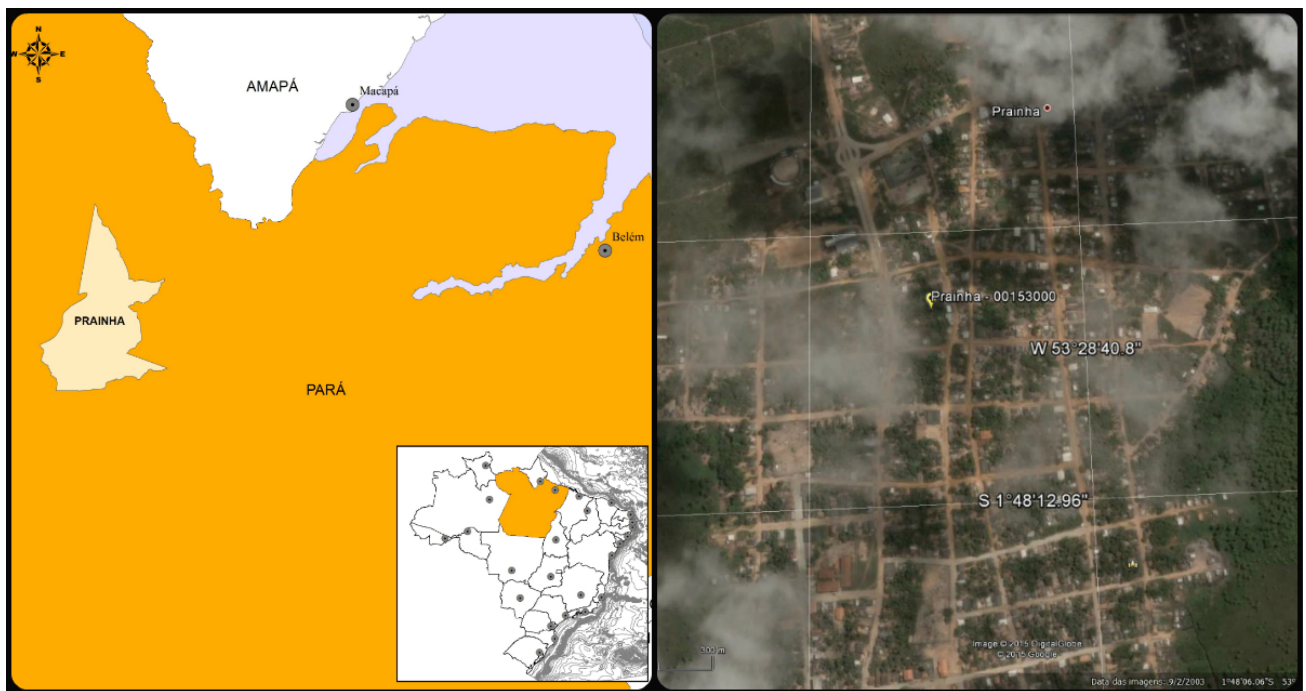 N
W E
S
AMAPÁ
Macapá
Belém
PRAINHA
PARÁ
Prainha
Prainha - 00153000
W 53°28'40.8"
S 1°48'12.96"
300 m
Image © 2015 DigitalGlobe
© 2015 Google
Data das imagens: 9/2/2003 1°48'06.06"S 53°